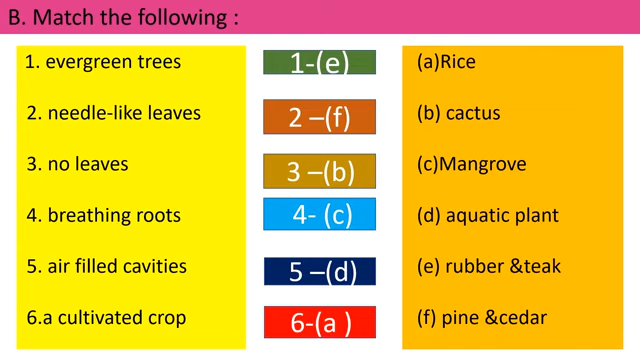 B. Match the following :
1. evergreen trees 1-(e) (a)Rice
2. needle-like leaves 2 –(f) (b) cactus
3. no leaves 3 –(b) (c)Mangrove
4. breathing roots 4- (c) (d) aquatic plant
5. air filled cavities 5 –(d) (e) rubber &teak
6.a cultivated crop 6-(a ) (f) pine &cedar